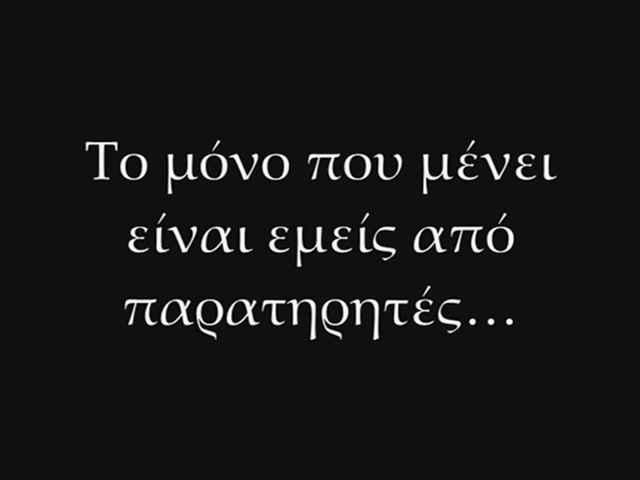 Το μόνο που μένει
είναι εμείς από
παρατηρητές...